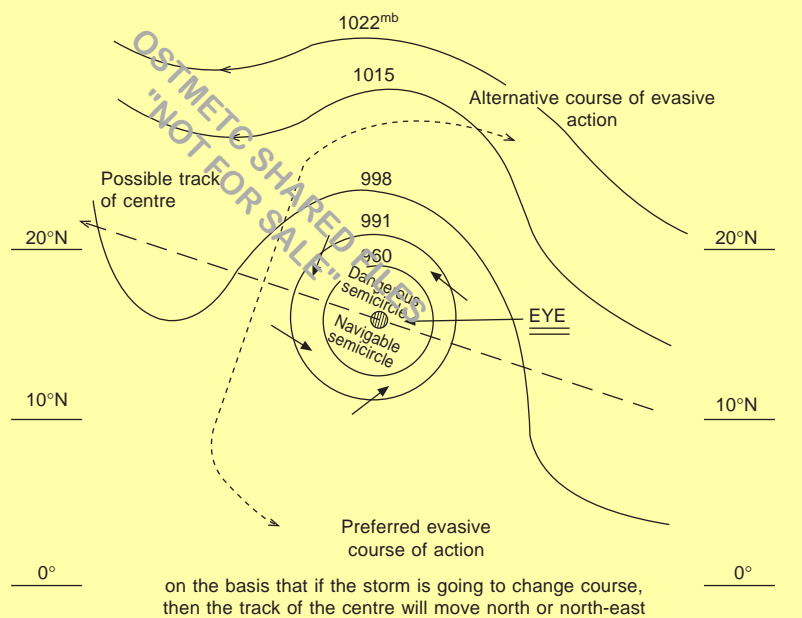 1022mb
1015
Alternative course of evasive
action
Possible track
of centre
998
991
960
20°N
20°N
Dangerous
semicircle
EYE
Navigable
semicircle
10°N
10°N
Preferred evasive
course of action
0°
0°
on the basis that if the storm is going to change course,
then the track of the centre will move north or north-east
OSTMETC SHARED FILES
"NOT FOR SALE"